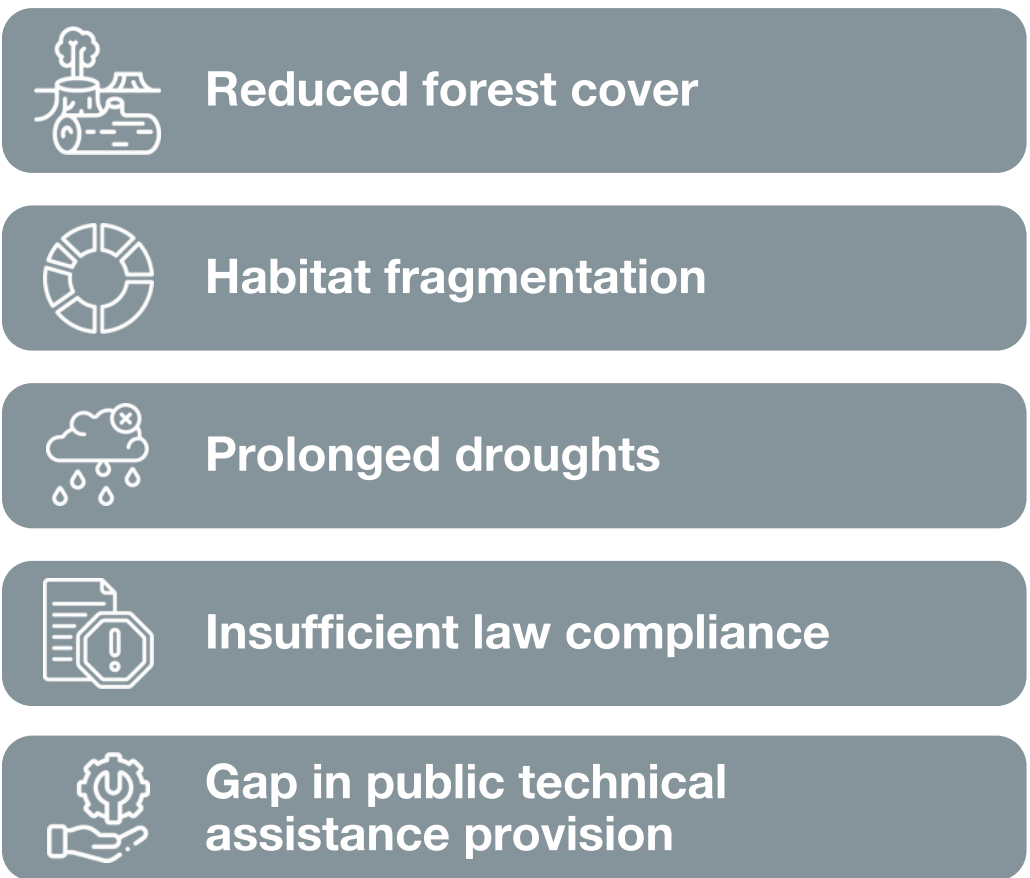 Reduced forest cover
Habitat fragmentation
Prolonged droughts
Insufficient law compliance
Gap in public technical
assistance provision